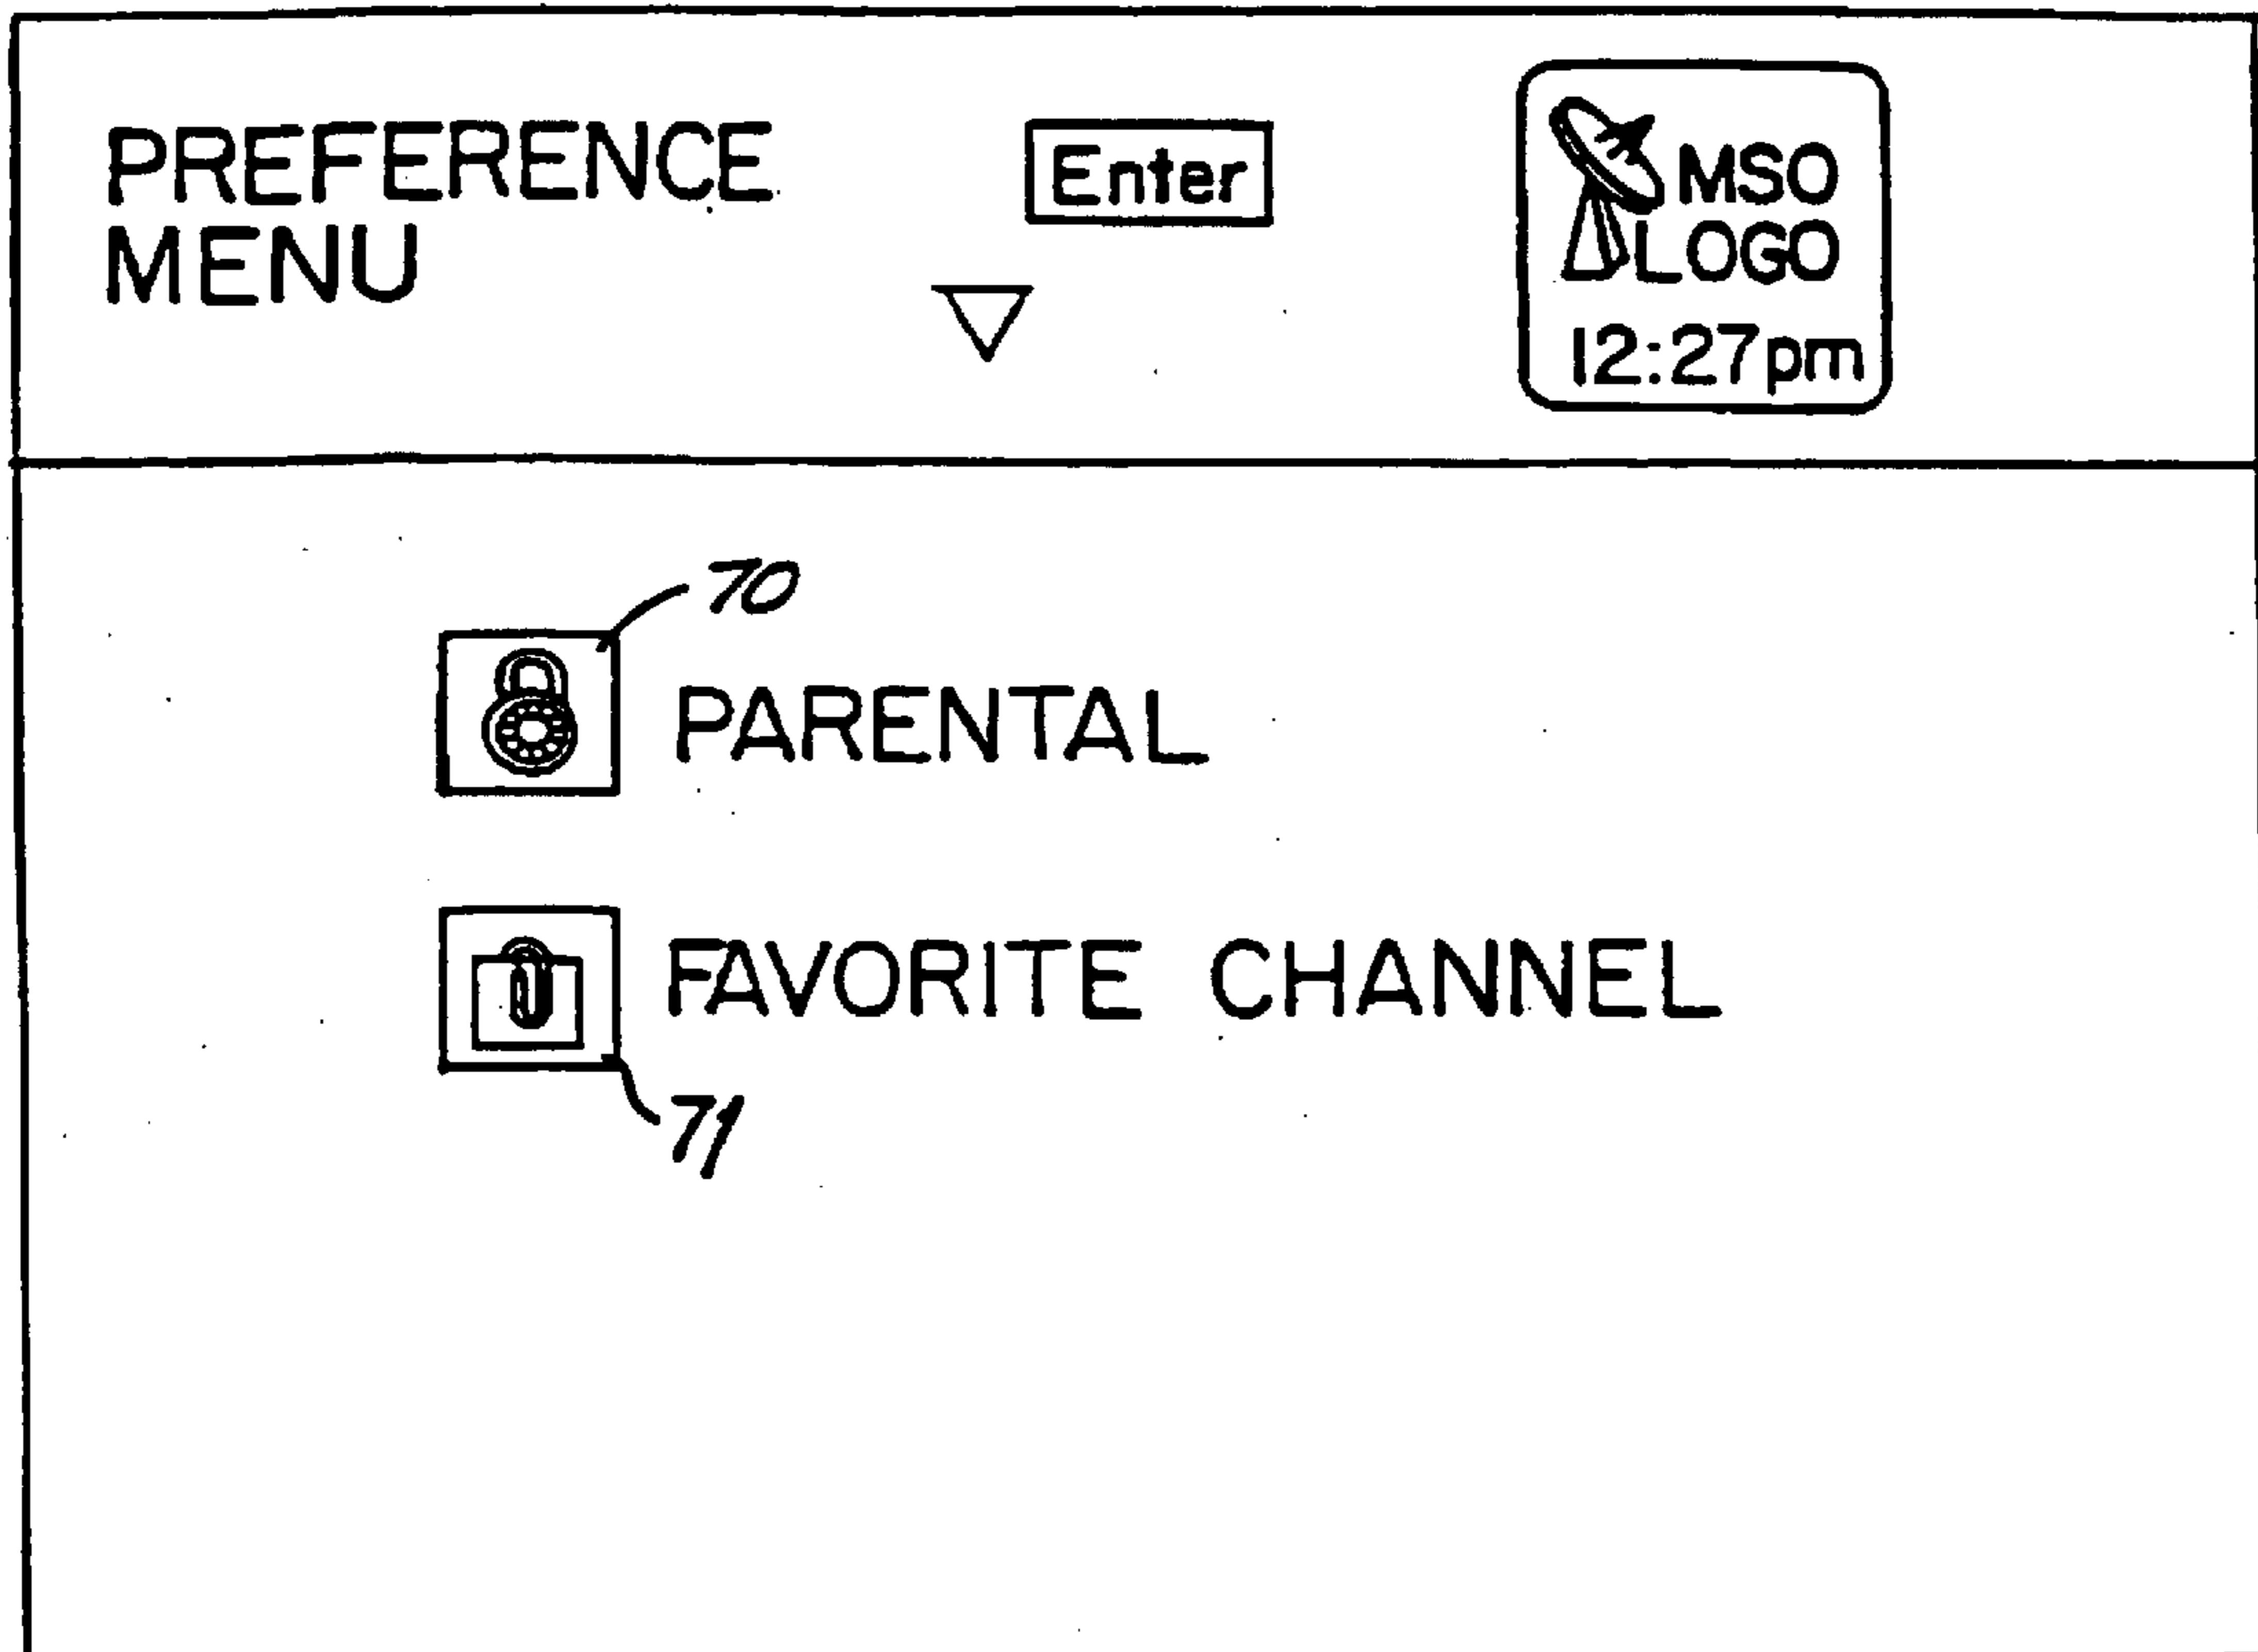 PREFERENCE
MENU
Enter
MSO
LOGO
12:27pm
70
PARENTAL
FAVORITE CHANNEL
71